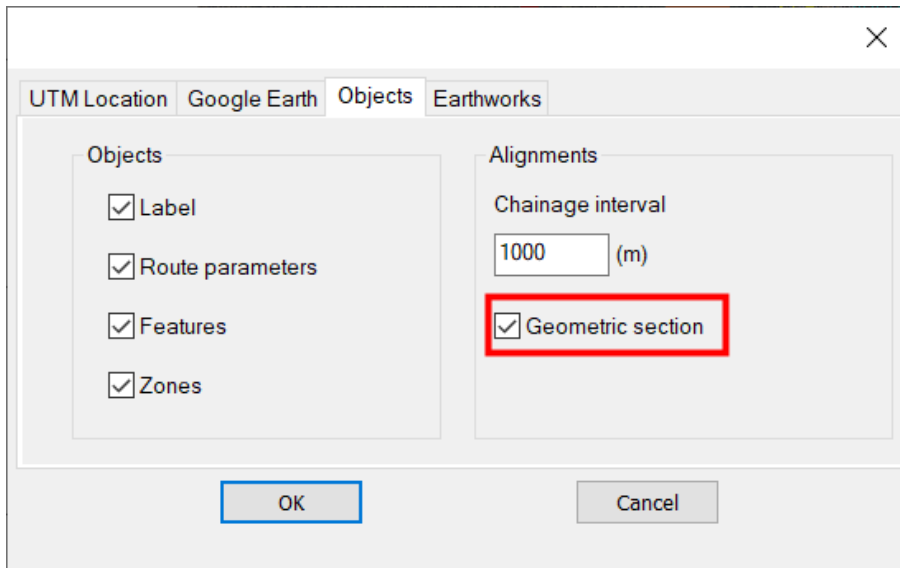 UTM Location Google Earth Objects Earthworks
Objects
Label
Route parameters
Features
Zones
Alignments
Chainage interval
1000 (m)
Geometric section
OK Cancel